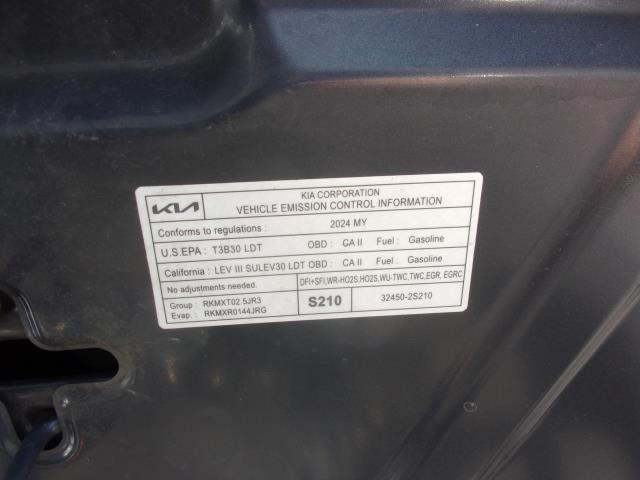 KIA
KIA CORPORATION
VEHICLE EMISSION CONTROL INFORMATION
Conforms to regulations : 2024 MY
U.S.EPA : T3B30 LDT OBD : CA II Fuel : Gasoline
California : LEV III SULEV30 LDT OBD : CA II Fuel : Gasoline
No adjustments needed. DFI+SFI,WR-HO2S,HO2S,WU-TWC,TWC,EGR, EGRC
Group : RKMXT02.5JR3
Evap. : RKMXR0144JRG
S210
32450-2S210